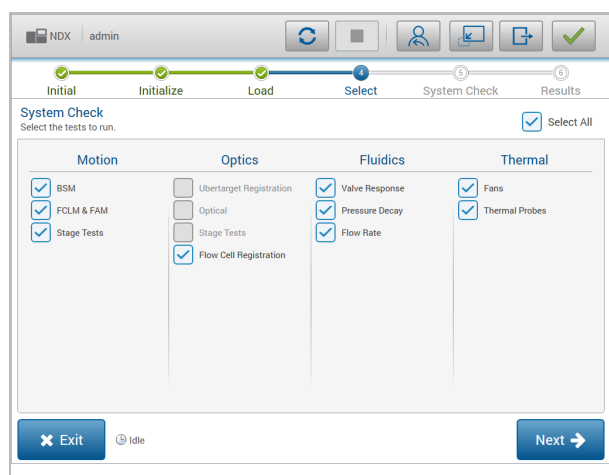 NDX admin
4 5 6
Initial Initialize Load Select System Check Results
System Check
Select the tests to run.
Select All
Motion Optics Fluidics Thermal
BSM Ubertarget Registration Valve Response Fans
FCLM & FAM Optical Pressure Decay Thermal Probes
Stage Tests Stage Tests Flow Rate
Flow Cell Registration
Exit Idle Next